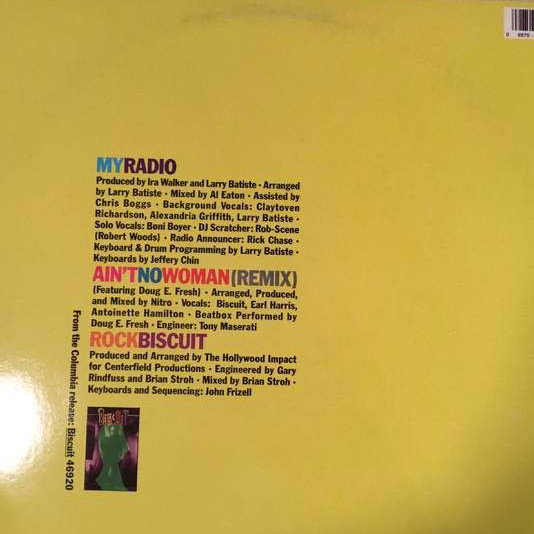 MYRADIO
Produced by Ira Walker and Larry Batiste • Arranged
by Larry Batiste • Mixed by Al Eaton • Assisted by
Chris Boggs • Background Vocals: Claytoven
Richardson, Alexandria Griffith, Larry Batiste •
Solo Vocals: Boni Boyer • DJ Scratcher: Rob-Scene
(Robert Woods) • Radio Announcer: Rick Chase •
Keyboard & Drum Programming by Larry Batiste •
Keyboards by Jeffery Chin
AIN'TNOWOMAN(REMIX)
(Featuring Doug E. Fresh) • Arranged, Produced,
and Mixed by Nitro • Vocals: Biscuit, Earl Harris,
Antoinette Hamilton • Beatbox Performed by
Doug E. Fresh • Engineer: Tony Maserati
ROCKBISCUIT
Produced and Arranged by The Hollywood Impact
for Centerfield Productions • Engineered by Gary
Rindfuss and Brian Stroh • Mixed by Brian Stroh •
Keyboards and Sequencing: John Frizell
From the Columbia release: Biscuit 46920